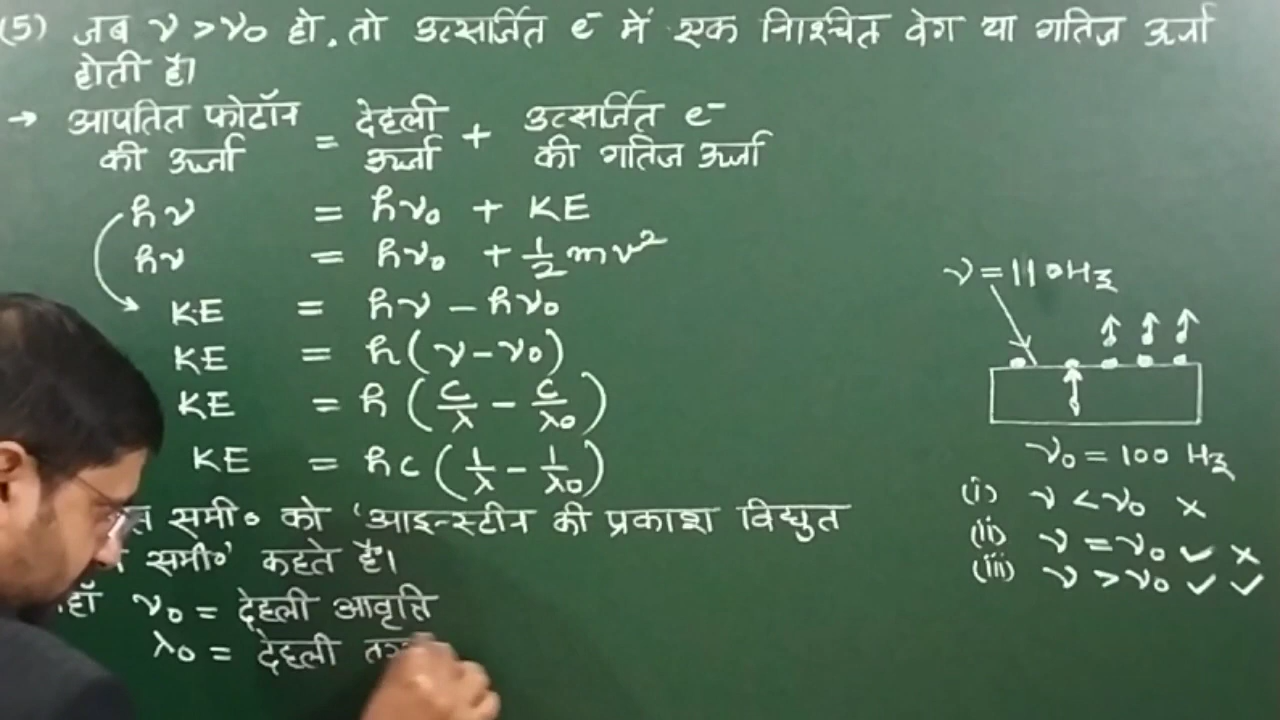 (5) जब ν > ν₀ हो, तो उत्सर्जित e⁻ में एक निश्चित वेग या गतिज ऊर्जा
होती है।
→ आपतित फोटॉन की ऊर्जा = देहली ऊर्जा + उत्सर्जित e⁻ की गतिज ऊर्जा
hν = hν₀ + KE
hν = hν₀ + 1/2 mv²
KE = hν - hν₀
KE = h(ν - ν₀)
KE = h(c/λ - c/λ₀)
KE = hc(1/λ - 1/λ₀)
समी० को 'आइन्स्टीन की प्रकाश विद्युत
समी०' कहते है।
ν₀ = देहली आवृत्ति
λ₀ = देहली
ν = 110 Hz
ν₀ = 100 Hz
(i) ν < ν₀ ×
(ii) ν = ν₀ ✓ ×
(iii) ν > ν₀ ✓ ✓